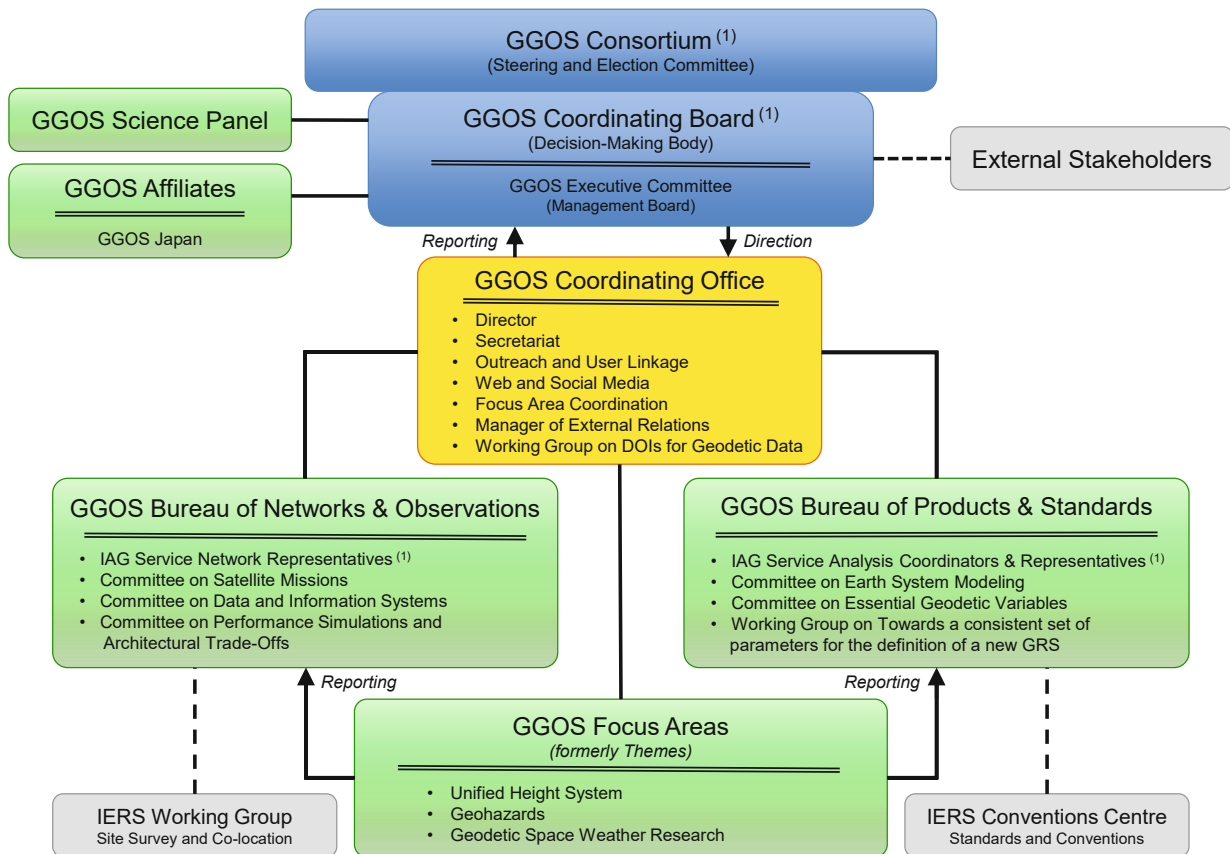 GGOS Consortium (1)
(Steering and Election Committee)
GGOS Science Panel
GGOS Coordinating Board (1)
(Decision-Making Body)
GGOS Executive Committee
(Management Board)
External Stakeholders
GGOS Affiliates
GGOS Japan
Reporting
Direction
GGOS Coordinating Office
• Director
• Secretariat
• Outreach and User Linkage
• Web and Social Media
• Focus Area Coordination
• Manager of External Relations
• Working Group on DOIs for Geodetic Data
GGOS Bureau of Networks & Observations
• IAG Service Network Representatives (1)
• Committee on Satellite Missions
• Committee on Data and Information Systems
• Committee on Performance Simulations and
Architectural Trade-Offs
GGOS Bureau of Products & Standards
• IAG Service Analysis Coordinators & Representatives (1)
• Committee on Earth System Modeling
• Committee on Essential Geodetic Variables
• Working Group on Towards a consistent set of
parameters for the definition of a new GRS
Reporting
Reporting
GGOS Focus Areas
(formerly Themes)
• Unified Height System
• Geohazards
• Geodetic Space Weather Research
IERS Working Group
Site Survey and Co-location
IERS Conventions Centre
Standards and Conventions